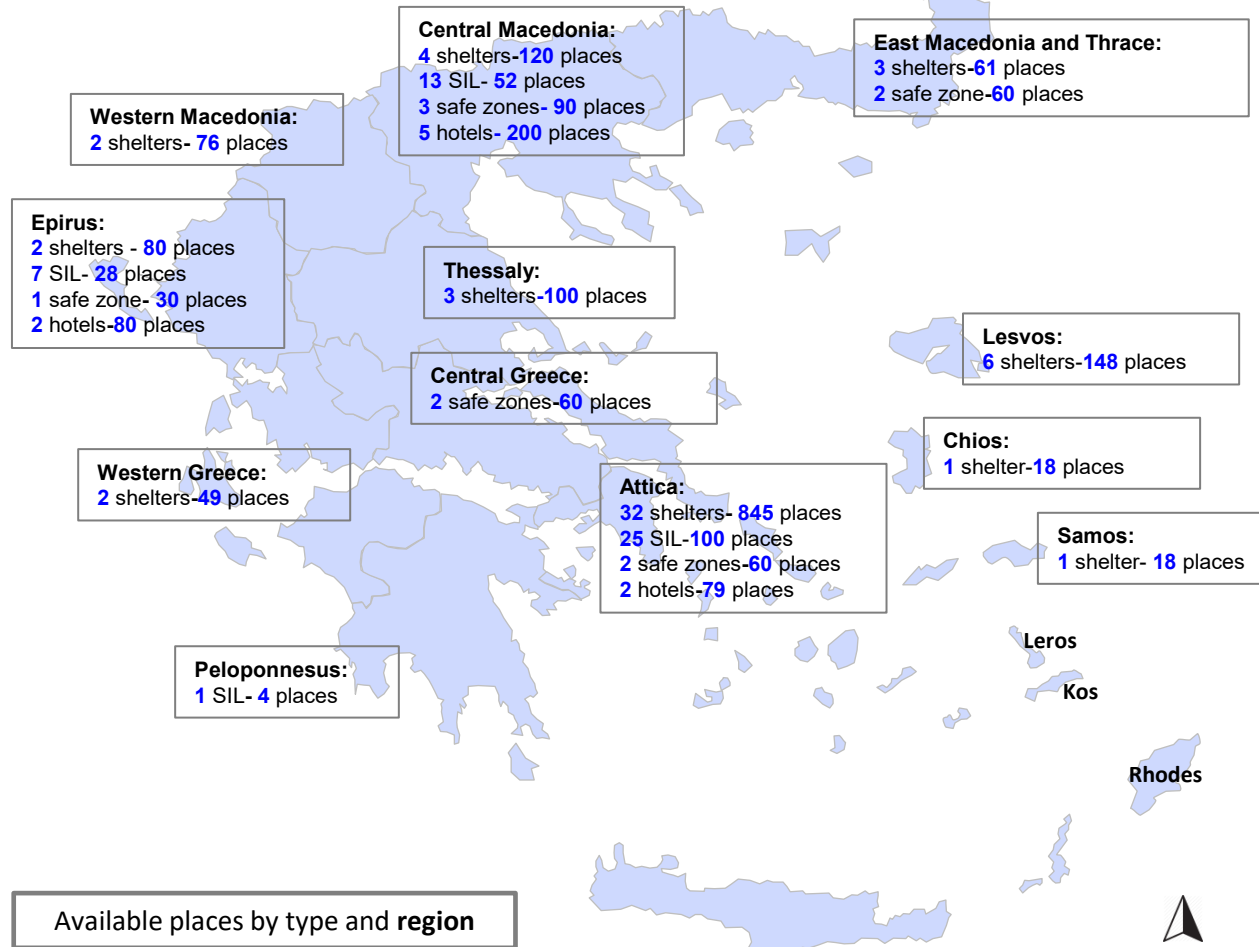 Central Macedonia:
4 shelters-120 places
13 SIL- 52 places
3 safe zones- 90 places
5 hotels- 200 places
East Macedonia and Thrace:
3 shelters-61 places
2 safe zone-60 places
Western Macedonia:
2 shelters- 76 places
Epirus:
2 shelters - 80 places
7 SIL- 28 places
1 safe zone- 30 places
2 hotels-80 places
Thessaly:
3 shelters-100 places
Lesvos:
6 shelters-148 places
Central Greece:
2 safe zones-60 places
Chios:
1 shelter-18 places
Western Greece:
2 shelters-49 places
Attica:
32 shelters- 845 places
25 SIL-100 places
2 safe zones-60 places
2 hotels-79 places
Samos:
1 shelter- 18 places
Leros
Kos
Peloponnesus:
1 SIL- 4 places
Rhodes
Available places by type and region